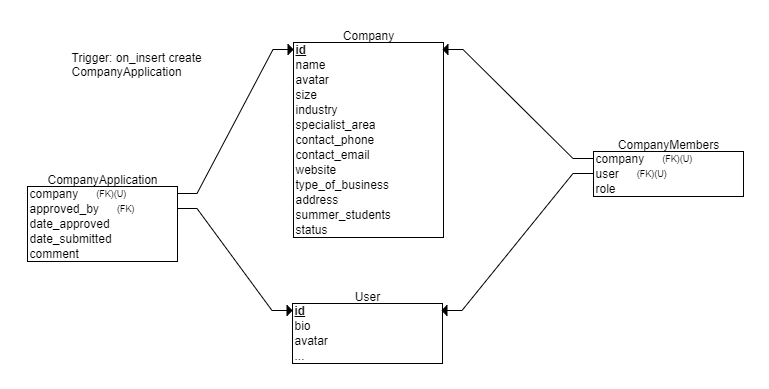 Trigger: on_insert create
CompanyApplication
Company
id
name
avatar
size
industry
specialist_area
contact_phone
contact_email
website
type_of_business
address
summer_students
status
CompanyMembers
company (FK)(U)
user (FK)(U)
role
CompanyApplication
company (FK)(U)
approved_by (FK)
date_approved
date_submitted
comment
User
id
bio
avatar
...